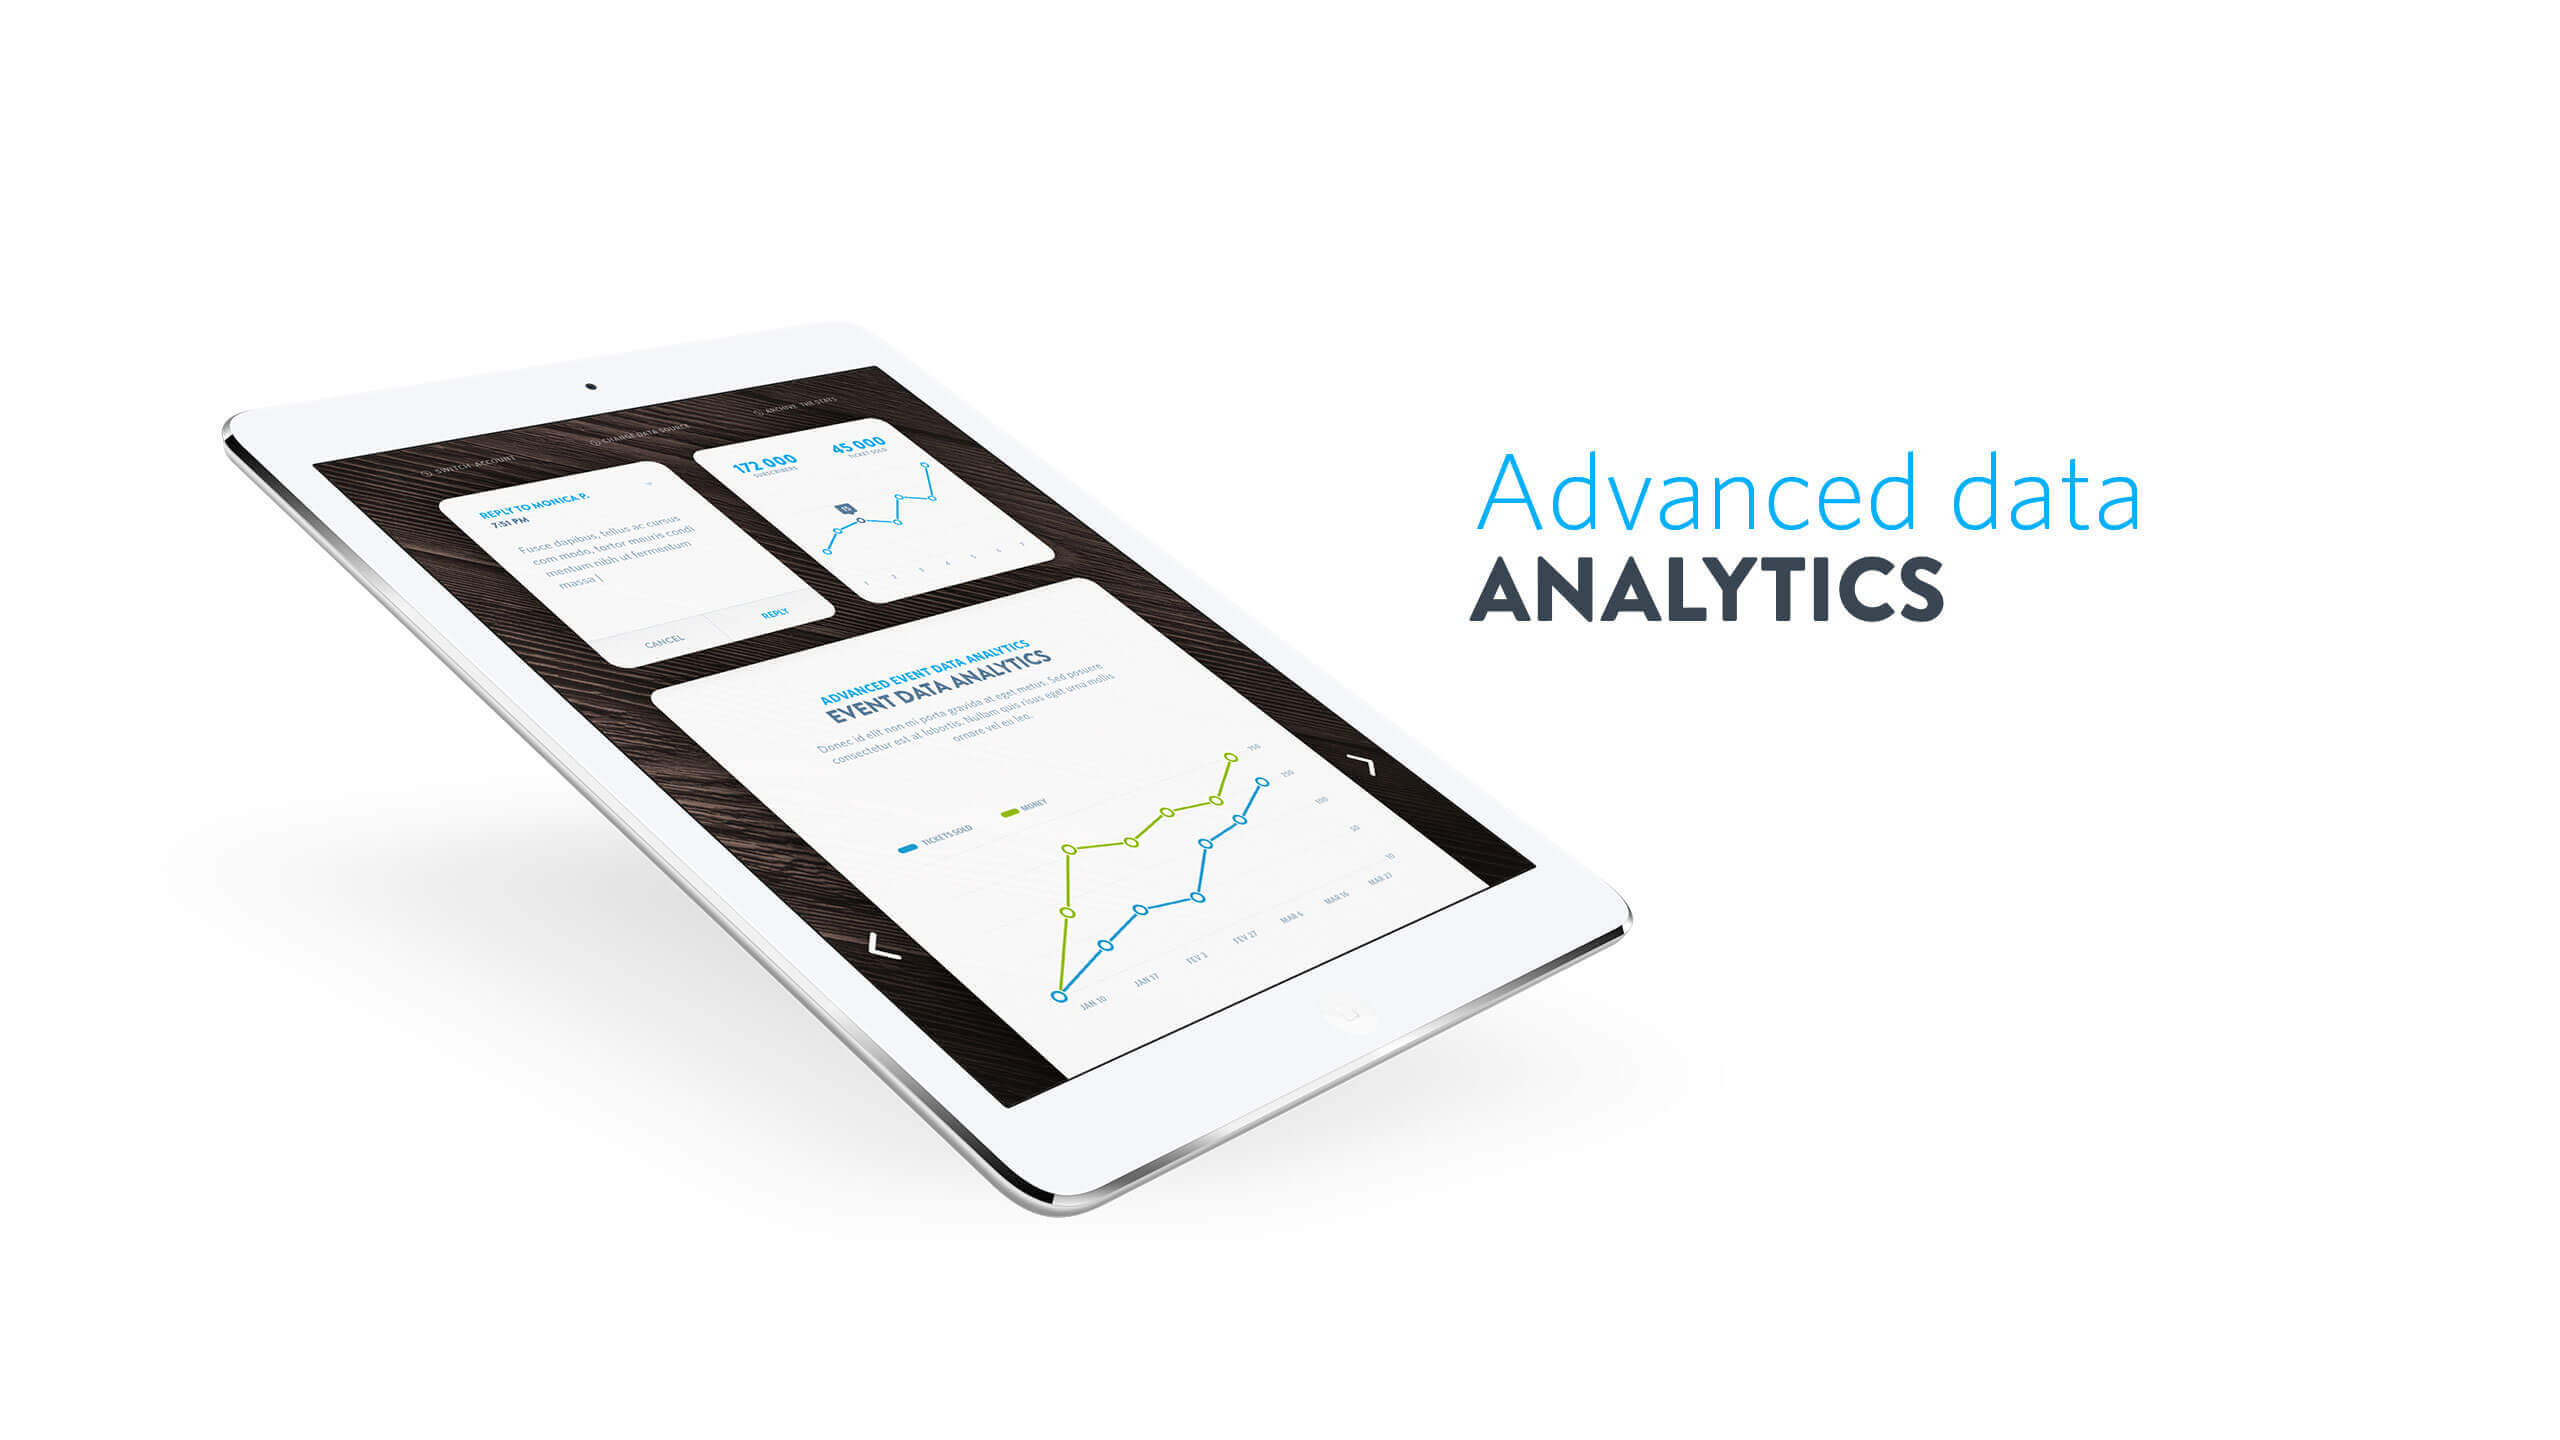 Advanced data
ANALYTICS
SWITCH ACCOUNT
CHANGE DATA SOURCE
ARCHIVE THE STATS
REPLY TO MONICA P.
7:51 PM
Fusce dapibus, tellus ac cursus
com modo, tortor mauris condi
mentum nibh ut fermentum
massa |
CANCEL
REPLY
172 000
SUBSCRIBERS
45 000
TICKET SOLD
15
1 2 3 4 5 6 7
ADVANCED EVENT DATA ANALYTICS
EVENT DATA ANALYTICS
Donec id elit non mi porta gravida at eget metus. Sed posuere
consectetur est at lobortis. Nullam quis risus eget urna mollis
ornare vel eu leo.
TICKETS SOLD
MONEY
250
100
50
10
JAN 10 JAN 17 FEV 3 FEV 27 MAR 6 MAR 16 MAR 27